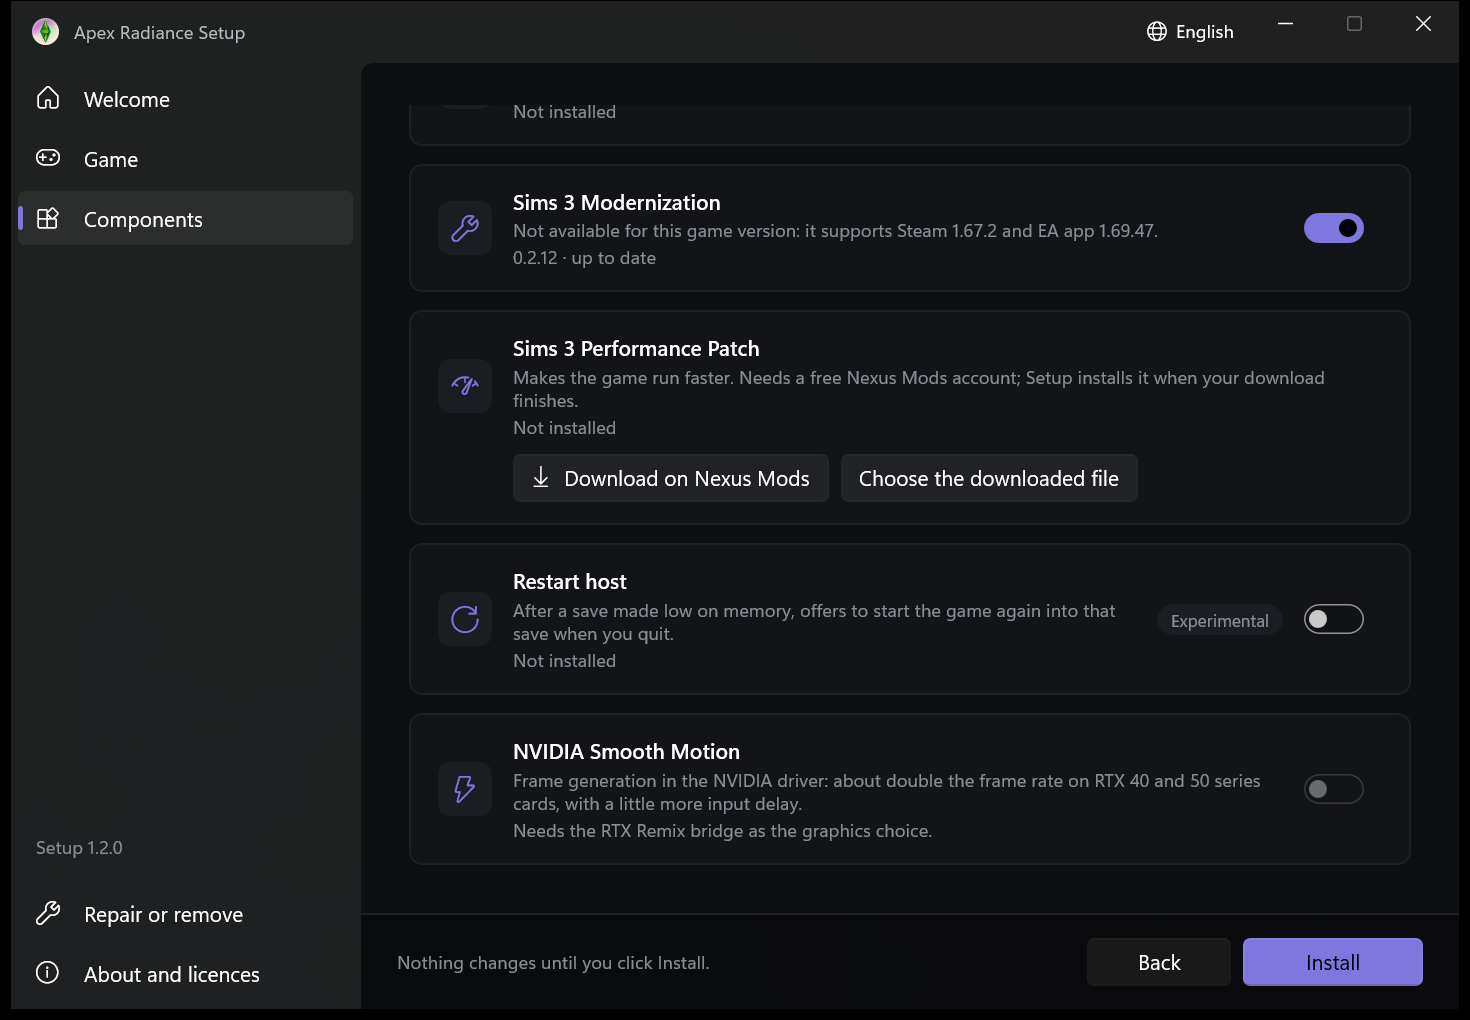 Apex Radiance Setup
English
Welcome
Game
Components
Not installed
Sims 3 Modernization
Not available for this game version: it supports Steam 1.67.2 and EA app 1.69.47.
0.2.12 · up to date
Sims 3 Performance Patch
Makes the game run faster. Needs a free Nexus Mods account; Setup installs it when your download
finishes.
Not installed
Download on Nexus Mods
Choose the downloaded file
Restart host
After a save made low on memory, offers to start the game again into that
save when you quit.
Not installed
Experimental
NVIDIA Smooth Motion
Frame generation in the NVIDIA driver: about double the frame rate on RTX 40 and 50 series
cards, with a little more input delay.
Needs the RTX Remix bridge as the graphics choice.
Setup 1.2.0
Repair or remove
About and licences
Nothing changes until you click Install.
Back
Install